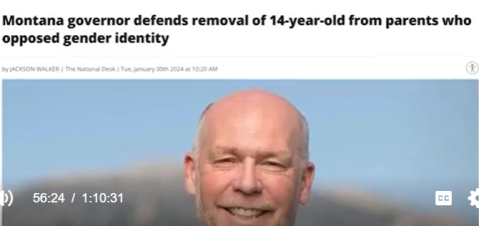 Montana governor defends removal of 14-year-old from parents who
opposed gender identity
by JACKSON WALKER | The National Desk | Tue, January 30th 2024 at 10:20 AM
56:24 / 1:10:31
CC